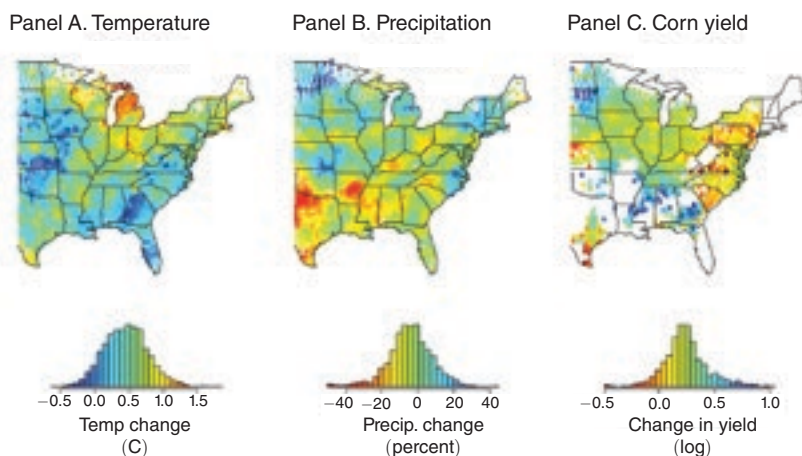 Panel A. Temperature
Panel B. Precipitation
Panel C. Corn yield
−0.5 0.0 0.5 1.0 1.5
Temp change
(C)
−40 −20 0 20 40
Precip. change
(percent)
−0.5 0.0 0.5 1.0
Change in yield
(log)